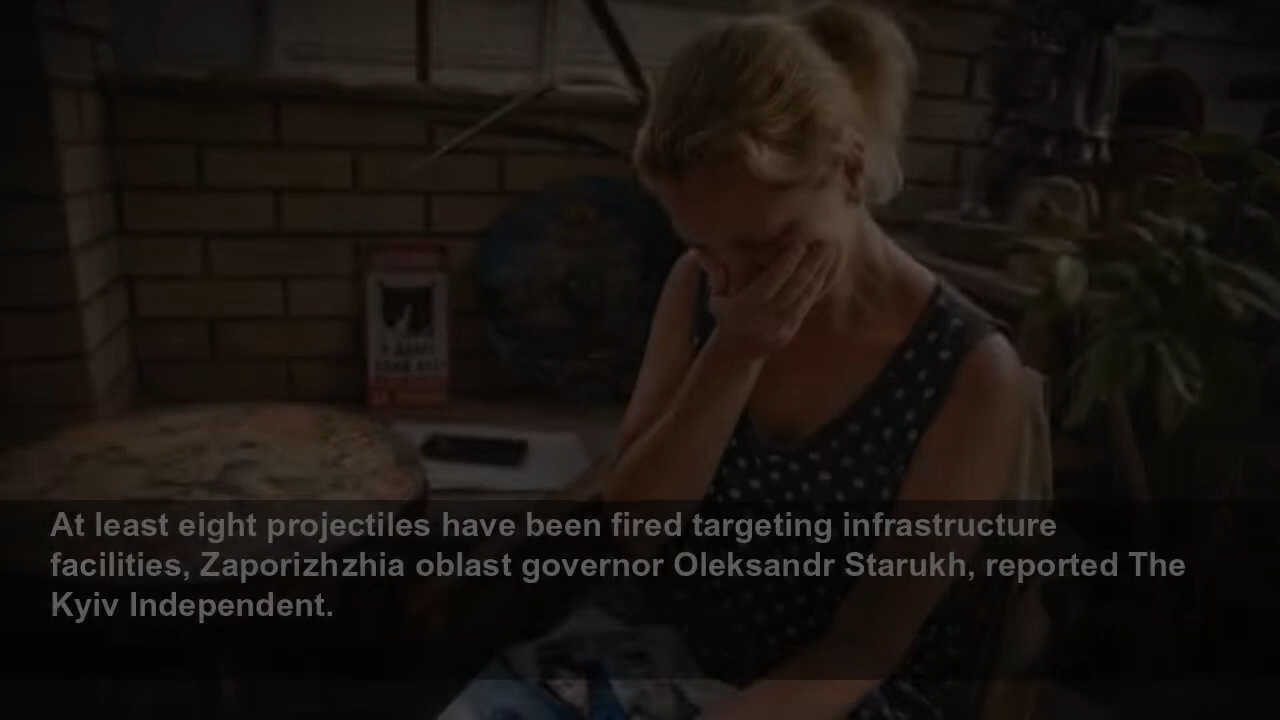 At least eight projectiles have been fired targeting infrastructure
facilities, Zaporizhzhia oblast governor Oleksandr Starukh, reported The
Kyiv Independent.